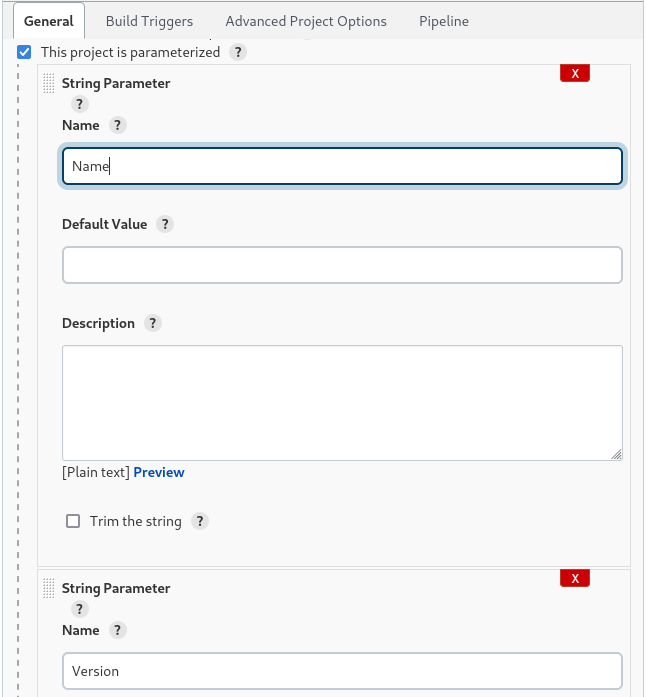 General Build Triggers Advanced Project Options Pipeline
This project is parameterized ?
X
String Parameter
?
Name ?
Name
Default Value ?
Description ?
[Plain text] Preview
Trim the string ?
X
String Parameter
?
Name ?
Version